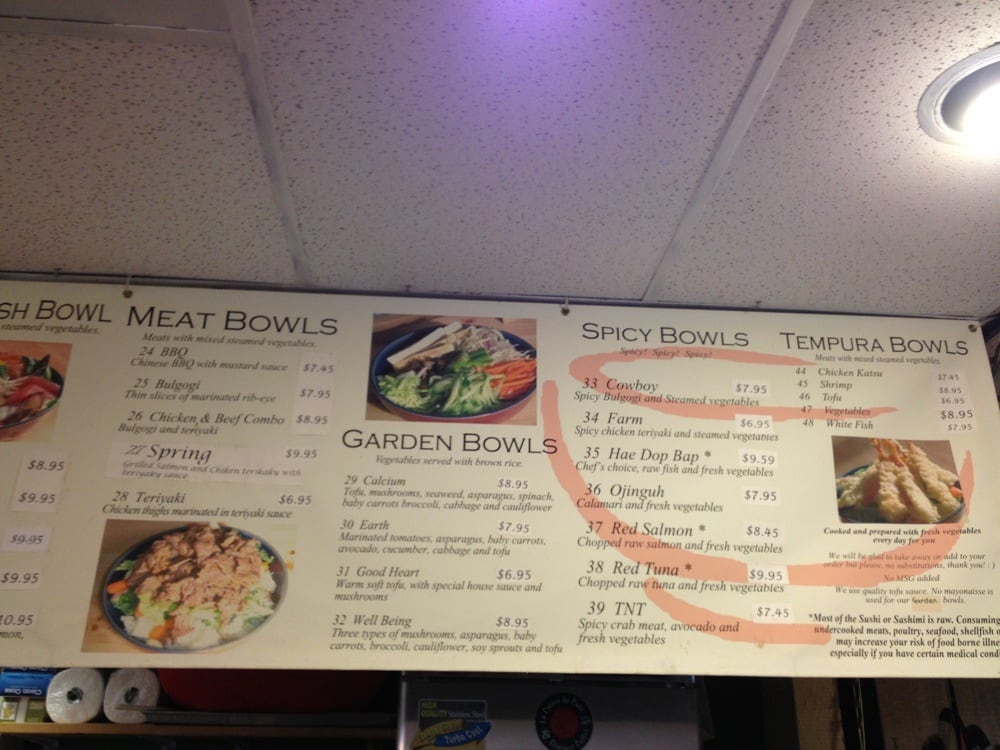 SH BOWL
steamed vegetables.
$8.95
$9.95
$9.95
$9.95
10.95
MEAT BOWLS
Meats with mixed steamed vegetables.
24 BBQ $7.45
Chinese BBQ with mustard sauce
25 Bulgogi $7.95
Thin slices of marinated rib-eye
26 Chicken & Beef Combo $8.95
Bulgogi and teriyaki
27 Spring $9.95
Grilled Salmon and Chiken teriyaky with
teriyaky sauce
28 Teriyaki $6.95
Chicken thighs marinated in teriyaki sauce
GARDEN BOWLS
Vegetables served with brown rice.
29 Calcium $8.95
Tofu, mushrooms, seaweed, asparagus, spinach,
baby carrots broccoli, cabbage and cauliflower
30 Earth $7.95
Marinated tomatoes, asparagus, baby carrots,
avocado, cucumber, cabbage and tofu
31 Good Heart $6.95
Warm soft tofu, with special house sauce and
mushrooms
32 Well Being $8.95
Three types of mushrooms, asparagus, baby
carrots, broccoli, cauliflower, soy sprouts and tofu
SPICY BOWLS
Spicy! Spicy! Spicy!
33 Cowboy $7.95
Spicy Bulgogi and Steamed vegetables
34 Farm $6.95
Spicy chicken teriyaki and steamed vegetables
35 Hae Dop Bap * $9.59
Chef's choice, raw fish and fresh vegetables
36 Ojinguh $7.95
Calamari and fresh vegetables
37 Red Salmon * $8.45
Chopped raw salmon and fresh vegetables
38 Red Tuna * $9.95
Chopped raw tuna and fresh vegetables
39 TNT $7.45
Spicy crab meat, avocado and
fresh vegetables
TEMPURA BOWLS
Meats with mixed steamed vegetables.
44 Chicken Katsu $7.45
45 Shrimp $8.95
46 Tofu $6.95
47 Vegetables $8.95
48 White Fish $7.95
Cooked and prepared with fresh vegetables
every day for you
We will be glad to take away or add to your
order but please, no substitutions, thank you! : )
No MSG added
We use quality tofu sauce. No mayonaisse is
used for our Garden bowls.
*Most of the Sushi or Sashimi is raw. Consuming
undercooked meats, poultry, seafood, shellfish o
may increase your risk of food borne illne
especially if you have certain medical condi
HIGH
QUALITY
Turbo Cool